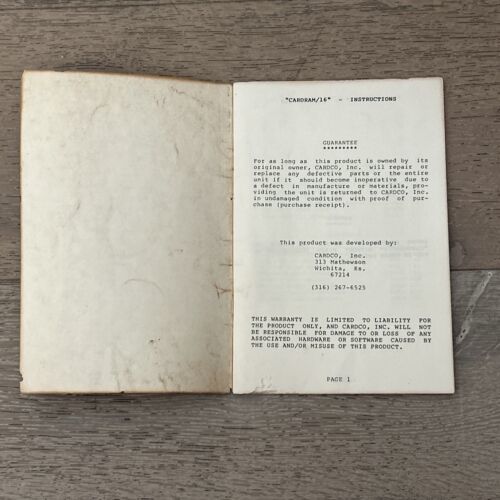 "CARDRAM/16" - INSTRUCTIONS
GUARANTEE
*********
For as long as this product is owned by its
original owner, CARDCO, Inc. will repair or
replace any defective parts or the entire
unit if it should become inoperative due to
a defect in manufacture or materials, pro-
viding the unit is returned to CARDCO, Inc.
in undamaged condition with proof of pur-
chase (purchase receipt).
This product was developed by:
CARDCO, Inc.
313 Mathewson
Wichita, Ks.
67214
(316) 267-6525
THIS WARRANTY IS LIMITED TO LIABILITY FOR
THE PRODUCT ONLY, AND CARDCO, INC. WILL NOT
BE RESPONSIBLE FOR DAMAGE TO OR LOSS OF ANY
ASSOCIATED HARDWARE OR SOFTWARE CAUSED BY
THE USE AND/OR MISUSE OF THIS PRODUCT.
PAGE 1